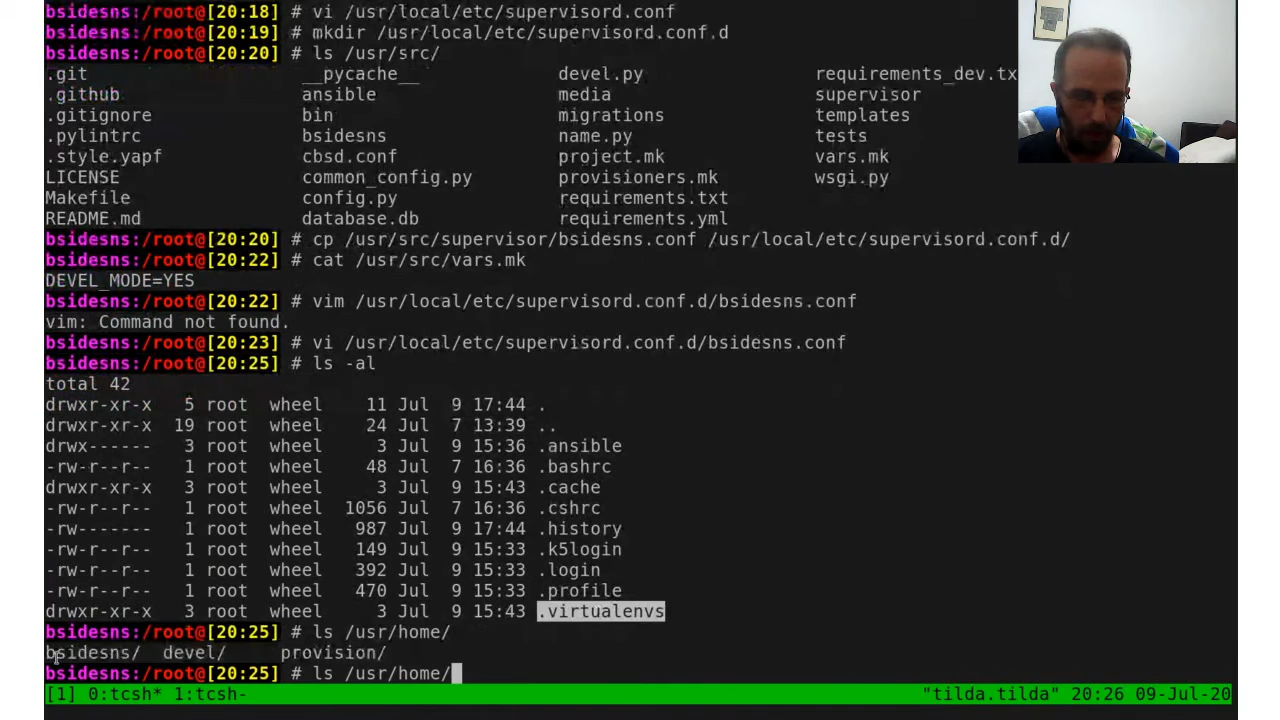 bsidesns:/root@[20:18] # vi /usr/local/etc/supervisord.conf
bsidesns:/root@[20:19] # mkdir /usr/local/etc/supervisord.conf.d
bsidesns:/root@[20:20] # ls /usr/src/
.git __pycache__ devel.py requirements_dev.tx
.github ansible media supervisor
.gitignore bin migrations templates
.pylintrc bsidesns name.py tests
.style.yapf cbsd.conf project.mk vars.mk
LICENSE common_config.py provisioners.mk wsgi.py
Makefile config.py requirements.txt
README.md database.db requirements.yml
bsidesns:/root@[20:20] # cp /usr/src/supervisor/bsidesns.conf /usr/local/etc/supervisord.conf.d/
bsidesns:/root@[20:22] # cat /usr/src/vars.mk
DEVEL_MODE=YES
bsidesns:/root@[20:22] # vim /usr/local/etc/supervisord.conf.d/bsidesns.conf
vim: Command not found.
bsidesns:/root@[20:23] # vi /usr/local/etc/supervisord.conf.d/bsidesns.conf
bsidesns:/root@[20:25] # ls -al
total 42
drwxr-xr-x 5 root wheel 11 Jul 9 17:44 .
drwxr-xr-x 19 root wheel 24 Jul 7 13:39 ..
drwx------ 3 root wheel 3 Jul 9 15:36 .ansible
-rw-r--r-- 1 root wheel 48 Jul 7 16:36 .bashrc
drwxr-xr-x 3 root wheel 3 Jul 9 15:43 .cache
-rw-r--r-- 1 root wheel 1056 Jul 7 16:36 .cshrc
-rw------- 1 root wheel 987 Jul 9 17:44 .history
-rw-r--r-- 1 root wheel 149 Jul 9 15:33 .k5login
-rw-r--r-- 1 root wheel 392 Jul 9 15:33 .login
-rw-r--r-- 1 root wheel 470 Jul 9 15:33 .profile
drwxr-xr-x 3 root wheel 3 Jul 9 15:43 .virtualenvs
bsidesns:/root@[20:25] # ls /usr/home/
bsidesns/ devel/ provision/
bsidesns:/root@[20:25] # ls /usr/home/
[1] 0:tcsh* 1:tcsh- "tilda.tilda" 20:26 09-Jul-20